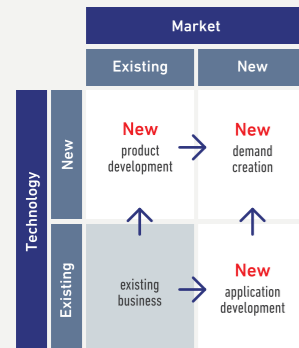 Market
Existing
New
Technology
New
New
product
development
New
demand
creation
Existing
existing
business
New
application
development